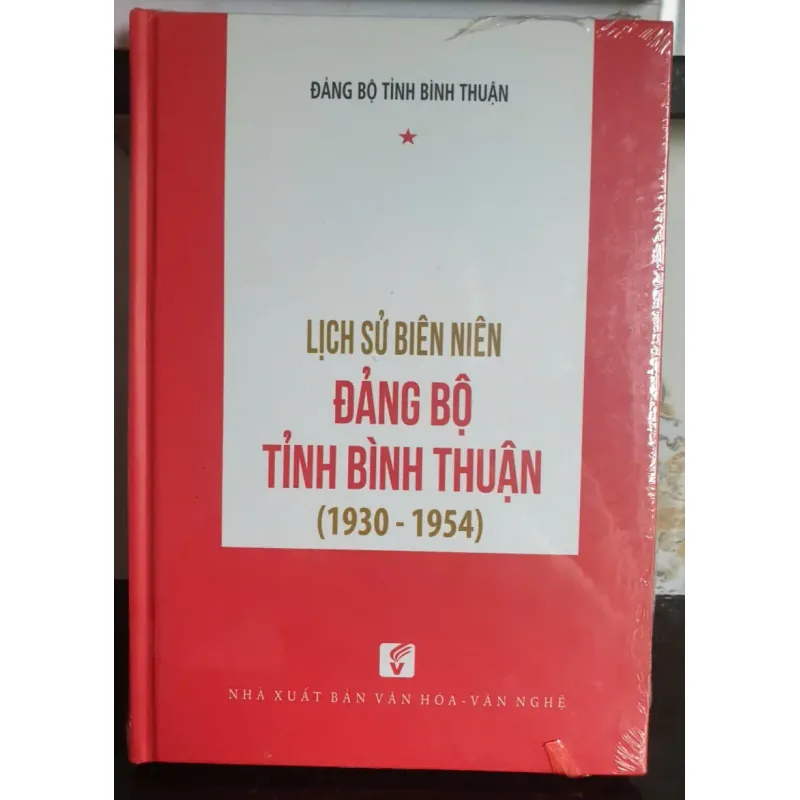 ĐẢNG BỘ TỈNH BÌNH THUẬN
LỊCH SỬ BIÊN NIÊN
ĐẢNG BỘ
TỈNH BÌNH THUẬN
(1930 - 1954)
V
NHÀ XUẤT BẢN VĂN HÓA - VĂN NGHỆ